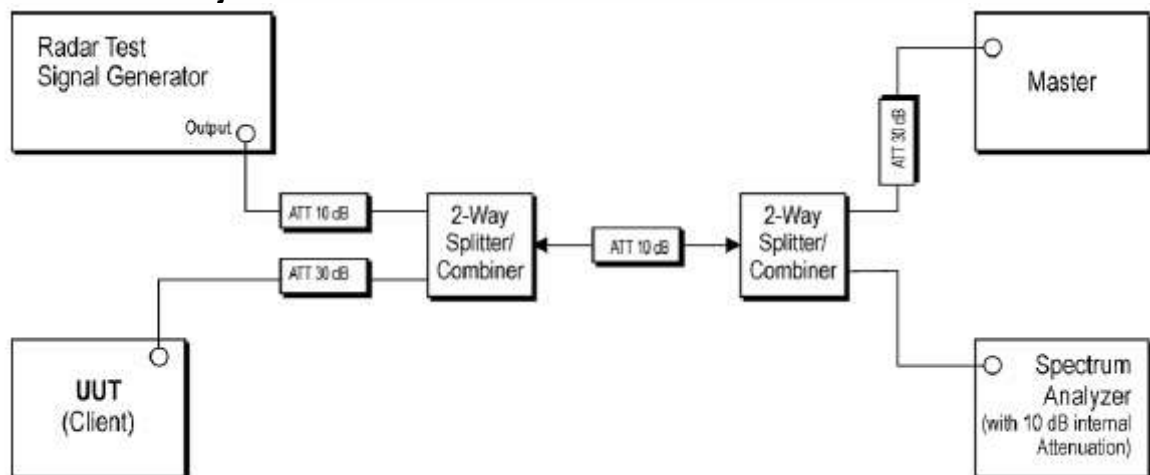 Radar Test
Signal Generator
Output
Master
ATT 30 dB
ATT 10 dB
2-Way
Splitter/
Combiner
ATT 10 dB
2-Way
Splitter/
Combiner
ATT 30 dB
UUT
(Client)
Spectrum
Analyzer
(with 10 dB internal
Attenuation)